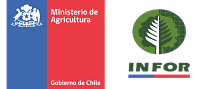 Ministerio de
Agricultura
Gobierno de Chile
INFOR